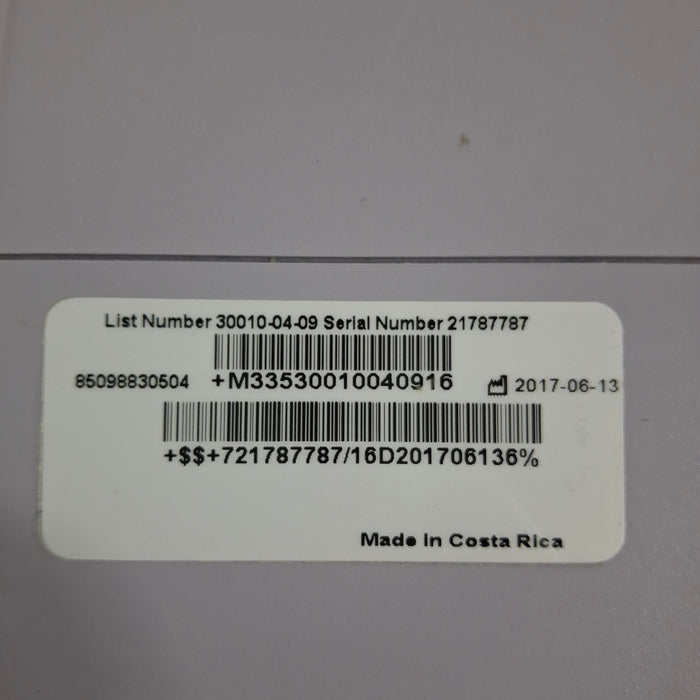 List Number 30010-04-09 Serial Number 21787787
85098830504 +M33530010040916 2017-06-13
+$$+721787787/16D201706136%
Made In Costa Rica